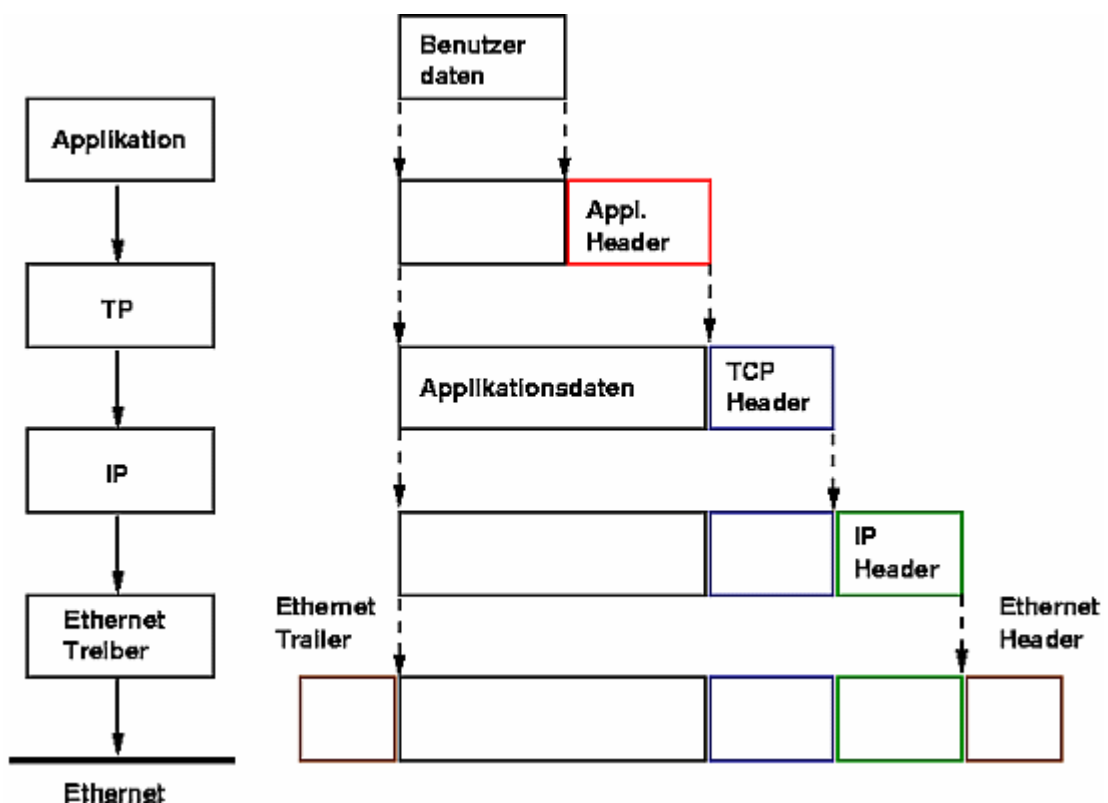 Benutzer
daten
Applikation
Appl.
Header
TP
Applikationsdaten
TCP
Header
IP
IP
Header
Ethernet
Treiber
Ethernet
Trailer
Ethernet
Header
Ethernet